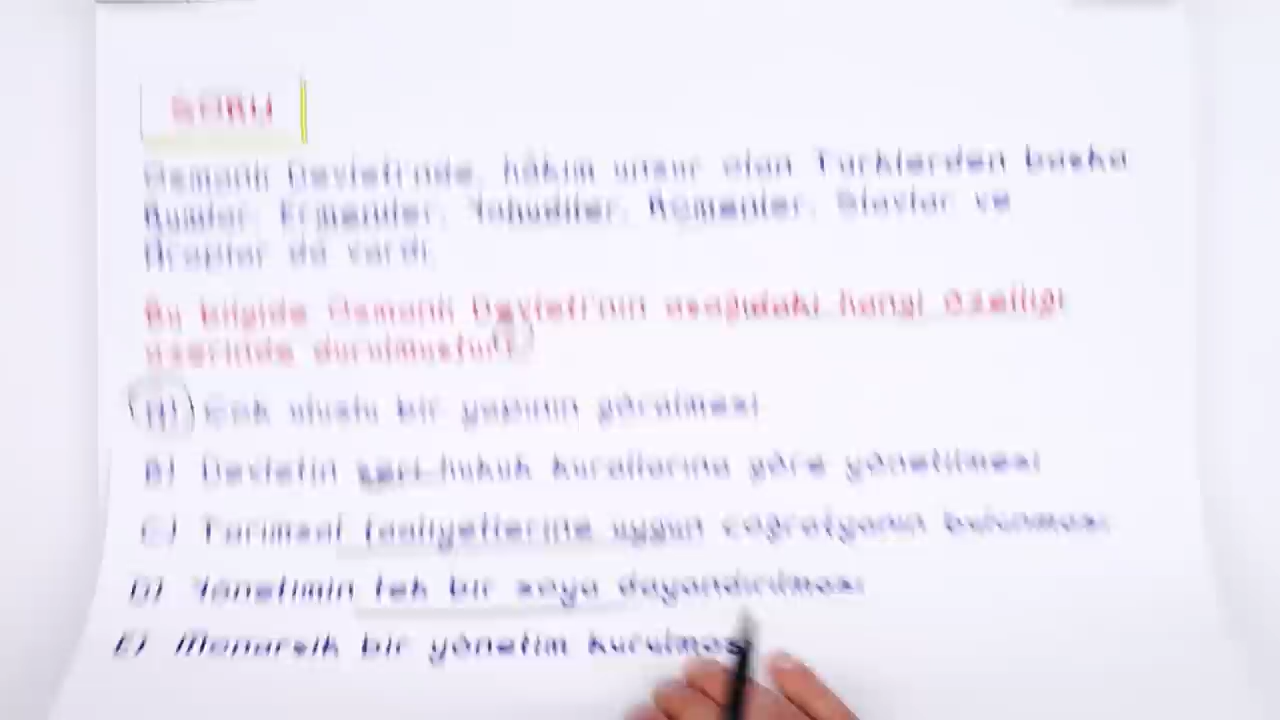 SORU
Osmanlı Devleti'nde, hâkim unsur olan Türklerden başka
Rumlar, Ermeniler, Yahudiler, Romenler, Slavlar ve
Araplar da vardı.
Bu bilgide Osmanlı Devleti'nin aşağıdaki hangi özelliği
üzerinde durulmuştur?
A) Çok uluslu bir yapının görülmesi
B) Devletin şeri hukuk kurallarına göre yönetilmesi
C) Tarımsal faaliyetlerine uygun coğrafyanın bulunması
D) Yönetimin tek bir soya dayandırılması
E) Monarşik bir yönetim kurulması